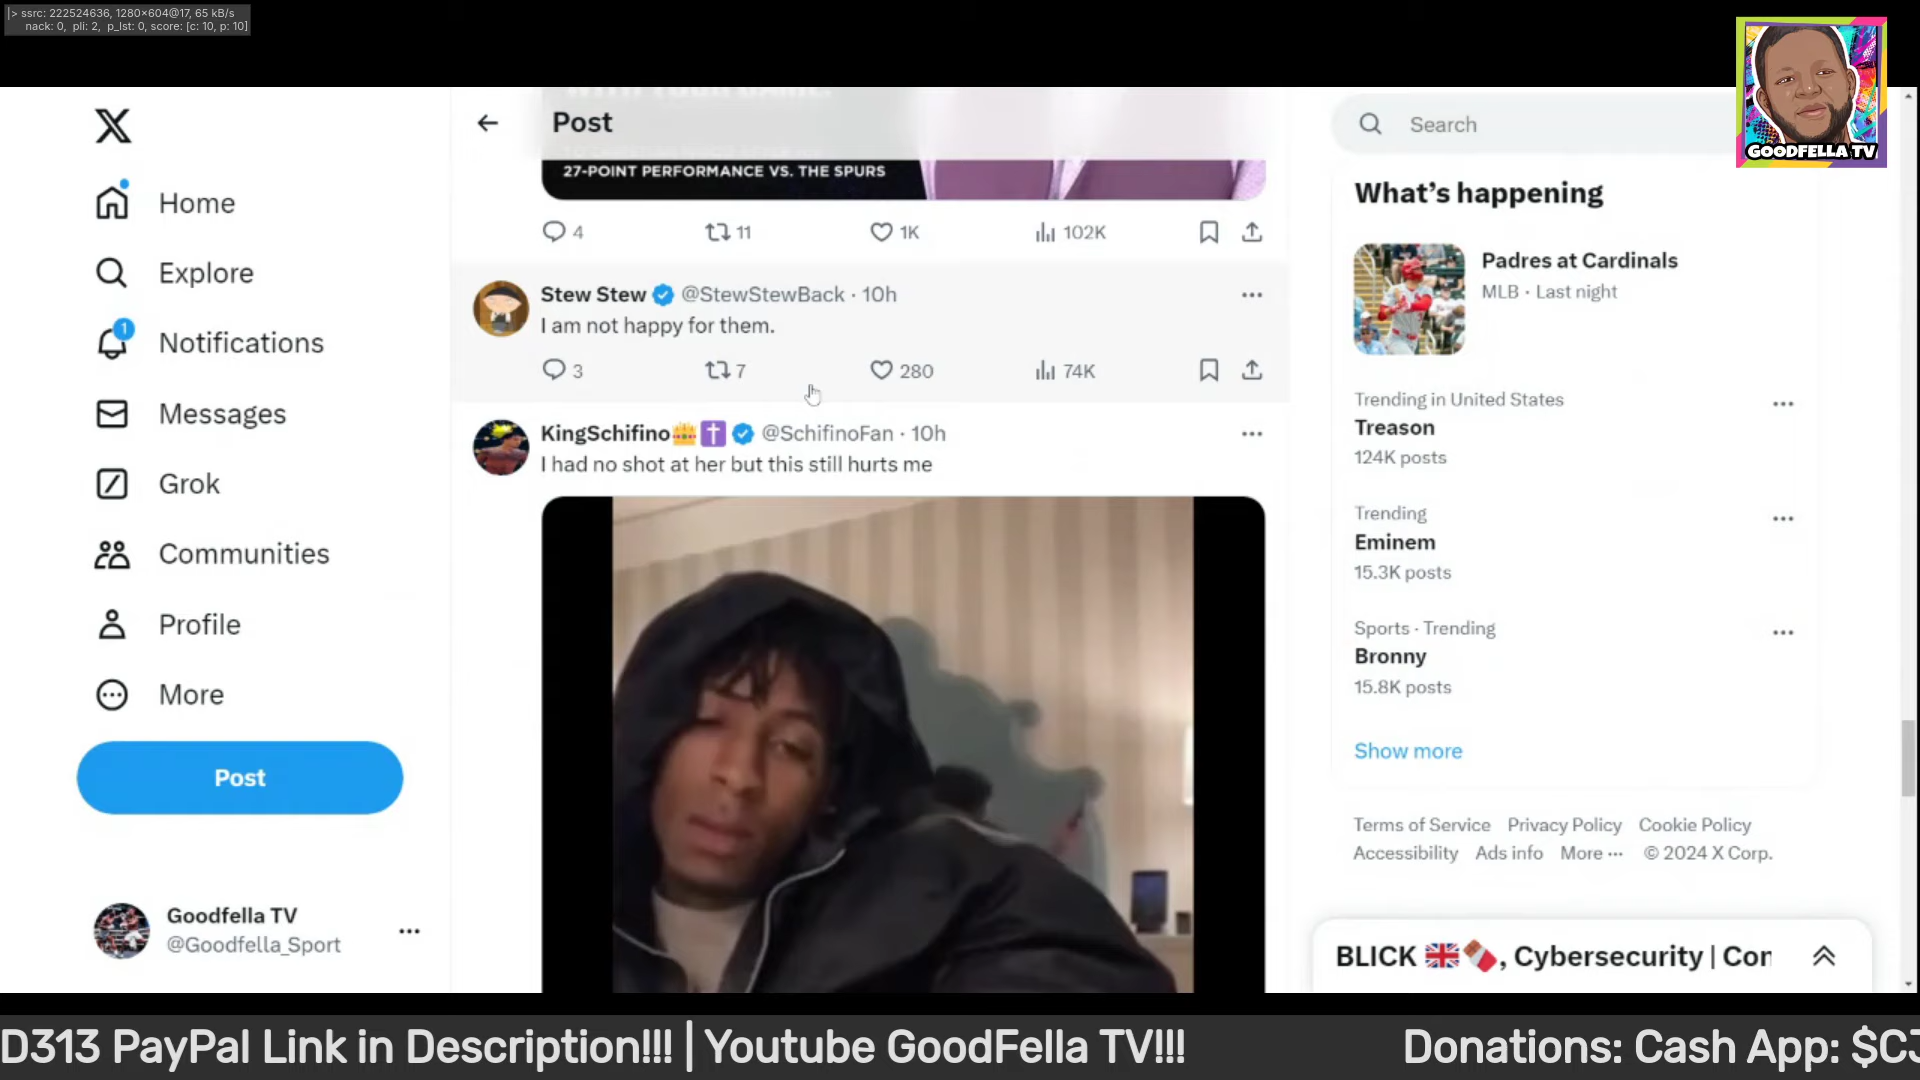 |> ssrc: 222524636, 1280×604@17, 65 kB/s
nack: 0, pli: 2, p_lst: 0, score: [c: 10, p: 10]
GOODFELLA TV
Home
Explore
1
Notifications
Messages
Grok
Communities
Profile
More
Post
Goodfella TV
@Goodfella_Sport
Post
27-POINT PERFORMANCE VS. THE SPURS
4 11 1K 102K
Stew Stew @StewStewBack · 10h
I am not happy for them.
3 7 280 74K
KingSchifino @SchifinoFan · 10h
I had no shot at her but this still hurts me
Search
What's happening
Padres at Cardinals
MLB · Last night
Trending in United States
Treason
124K posts
Trending
Eminem
15.3K posts
Sports · Trending
Bronny
15.8K posts
Show more
Terms of Service Privacy Policy Cookie Policy
Accessibility Ads info More ··· © 2024 X Corp.
BLICK 🇬🇧🍫, Cybersecurity | Cor
D313 PayPal Link in Description!!! | Youtube GoodFella TV!!! Donations: Cash App: $CJ